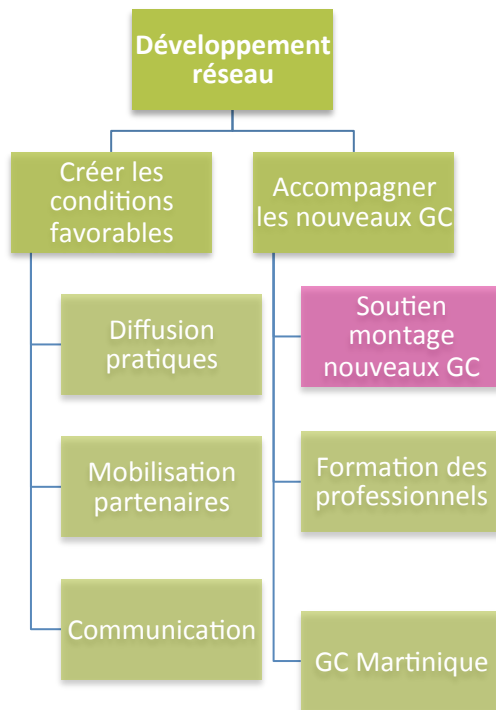 Développement
réseau
Créer les
conditions
favorables
Diffusion
pratiques
Mobilisation
partenaires
Communication
Accompagner
les nouveaux GC
Soutien
montage
nouveaux GC
Formation des
professionnels
GC Martinique